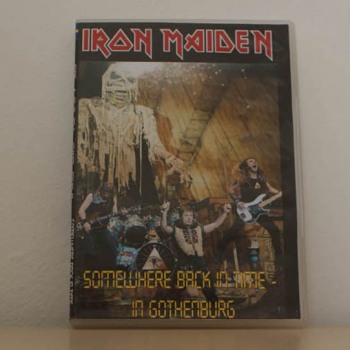 IRON MAIDEN
SOMEWHERE BACK IN TIME -
IN GOTHENBURG